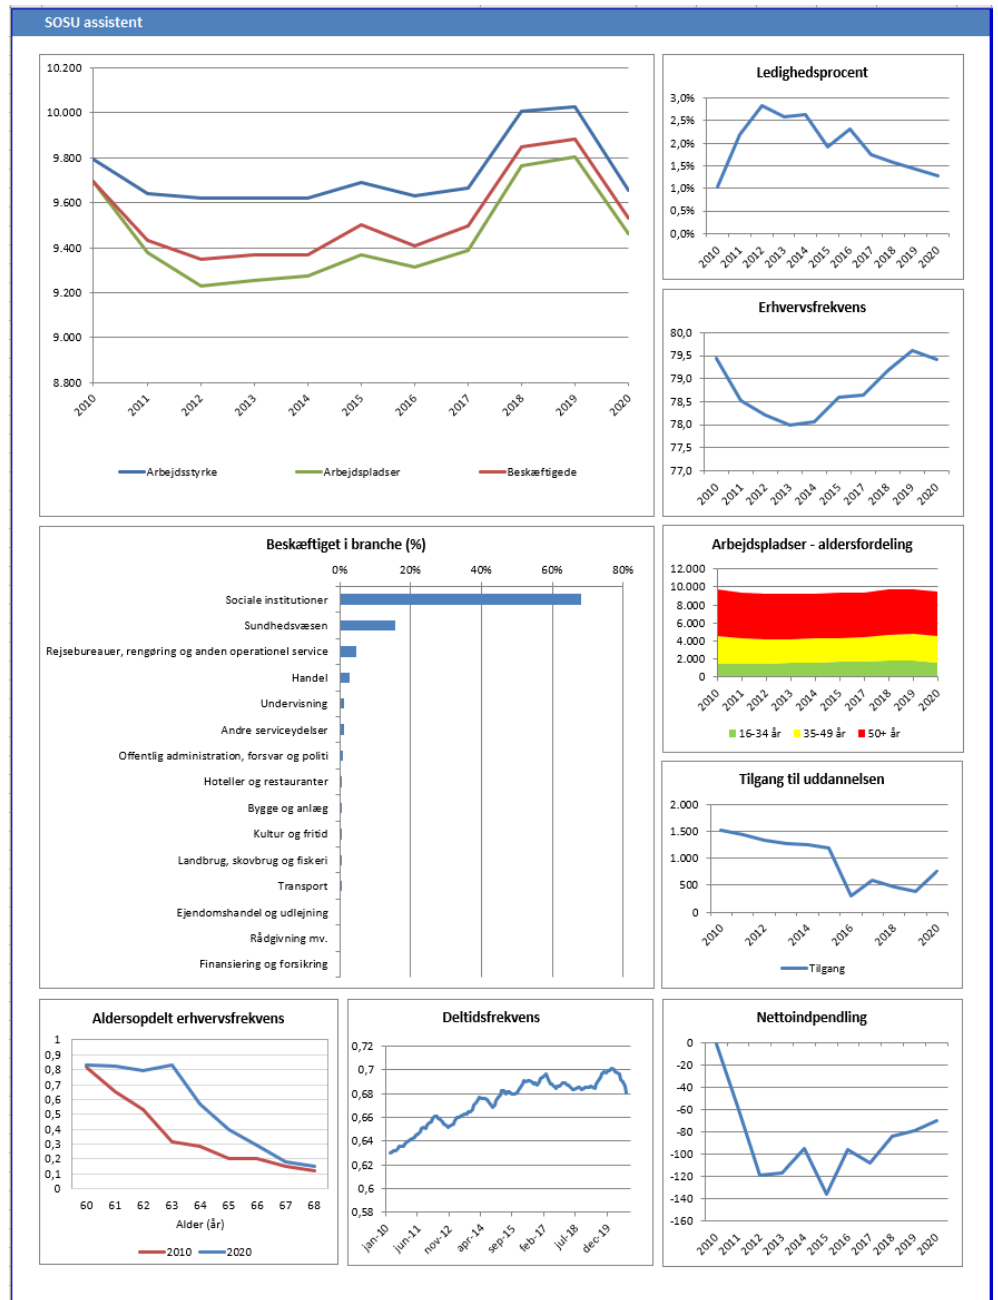 SOSU assistent
10.200
10.000
9.800
9.600
9.400
9.200
9.000
8.800
2010 2011 2012 2013 2014 2015 2016 2017 2018 2019 2020
Arbejdsstyrke Arbejdspladser Beskæftigede
Ledighedsprocent
3,0%
2,5%
2,0%
1,5%
1,0%
0,5%
0,0%
2010 2011 2012 2013 2014 2015 2016 2017 2018 2019 2020
Erhvervsfrekvens
80,0
79,5
79,0
78,5
78,0
77,5
77,0
2010 2011 2012 2013 2014 2015 2016 2017 2018 2019 2020
Beskæftiget i branche (%)
0% 20% 40% 60% 80%
Sociale institutioner
Sundhedsvæsen
Rejsebureauer, rengøring og anden operationel service
Handel
Undervisning
Andre serviceydelser
Offentlig administration, forsvar og politi
Hoteller og restauranter
Bygge og anlæg
Kultur og fritid
Landbrug, skovbrug og fiskeri
Transport
Ejendomshandel og udlejning
Rådgivning mv.
Finansiering og forsikring
Arbejdspladser - aldersfordeling
12.000
10.000
8.000
6.000
4.000
2.000
0
2010 2011 2012 2013 2014 2015 2016 2017 2018 2019 2020
16-34 år 35-49 år 50+ år
Tilgang til uddannelsen
2.000
1.500
1.000
500
0
2010 2012 2014 2016 2018 2020
Tilgang
Aldersopdelt erhvervsfrekvens
1
0,9
0,8
0,7
0,6
0,5
0,4
0,3
0,2
0,1
0
60 61 62 63 64 65 66 67 68
Alder (år)
2010 2020
Deltidsfrekvens
0,72
0,7
0,68
0,66
0,64
0,62
0,6
0,58
jan-10 jun-11 nov-12 apr-14 sep-15 feb-17 jul-18 dec-19
Nettoindpendling
0
-20
-40
-60
-80
-100
-120
-140
-160
2010 2011 2012 2013 2014 2015 2016 2017 2018 2019 2020